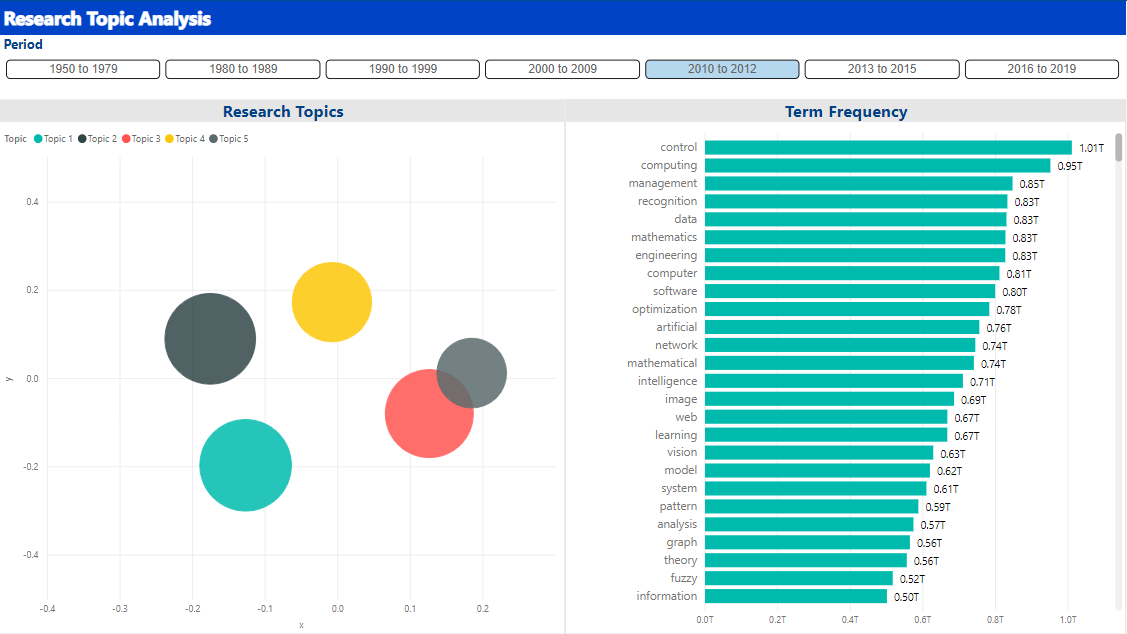 Research Topic Analysis
Period
1950 to 1979 1980 to 1989 1990 to 1999 2000 to 2009 2010 to 2012 2013 to 2015 2016 to 2019
Research Topics
Topic Topic 1 Topic 2 Topic 3 Topic 4 Topic 5
0.4
0.2
0.0
-0.2
-0.4
y
-0.4 -0.3 -0.2 -0.1 0.0 0.1 0.2
x
Term Frequency
control 1.01T
computing 0.95T
management 0.85T
recognition 0.83T
data 0.83T
mathematics 0.83T
engineering 0.83T
computer 0.81T
software 0.80T
optimization 0.78T
artificial 0.76T
network 0.74T
mathematical 0.74T
intelligence 0.71T
image 0.69T
web 0.67T
learning 0.67T
vision 0.63T
model 0.62T
system 0.61T
pattern 0.59T
analysis 0.57T
graph 0.56T
theory 0.56T
fuzzy 0.52T
information 0.50T
0.0T 0.2T 0.4T 0.6T 0.8T 1.0T